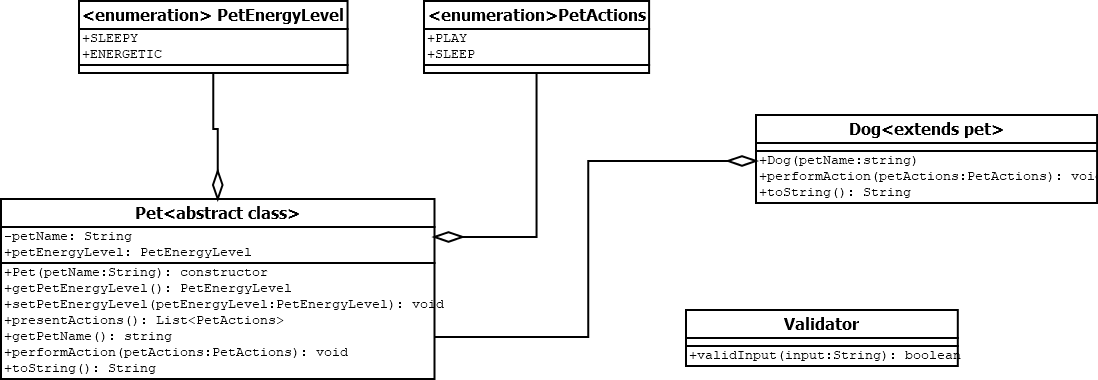 <enumeration> PetEnergyLevel
+SLEEPY
+ENERGETIC
<enumeration>PetActions
+PLAY
+SLEEP
Dog<extends pet>
+Dog(petName:string)
+performAction(petActions:PetActions): voi
+toString(): String
Pet<abstract class>
-petName: String
+petEnergyLevel: PetEnergyLevel
+Pet(petName:String): constructor
+getPetEnergyLevel(): PetEnergyLevel
+setPetEnergyLevel(petEnergyLevel:PetEnergyLevel): void
+presentActions(): List<PetActions>
+getPetName(): string
+performAction(petActions:PetActions): void
+toString(): String
Validator
+validInput(input:String): boolean